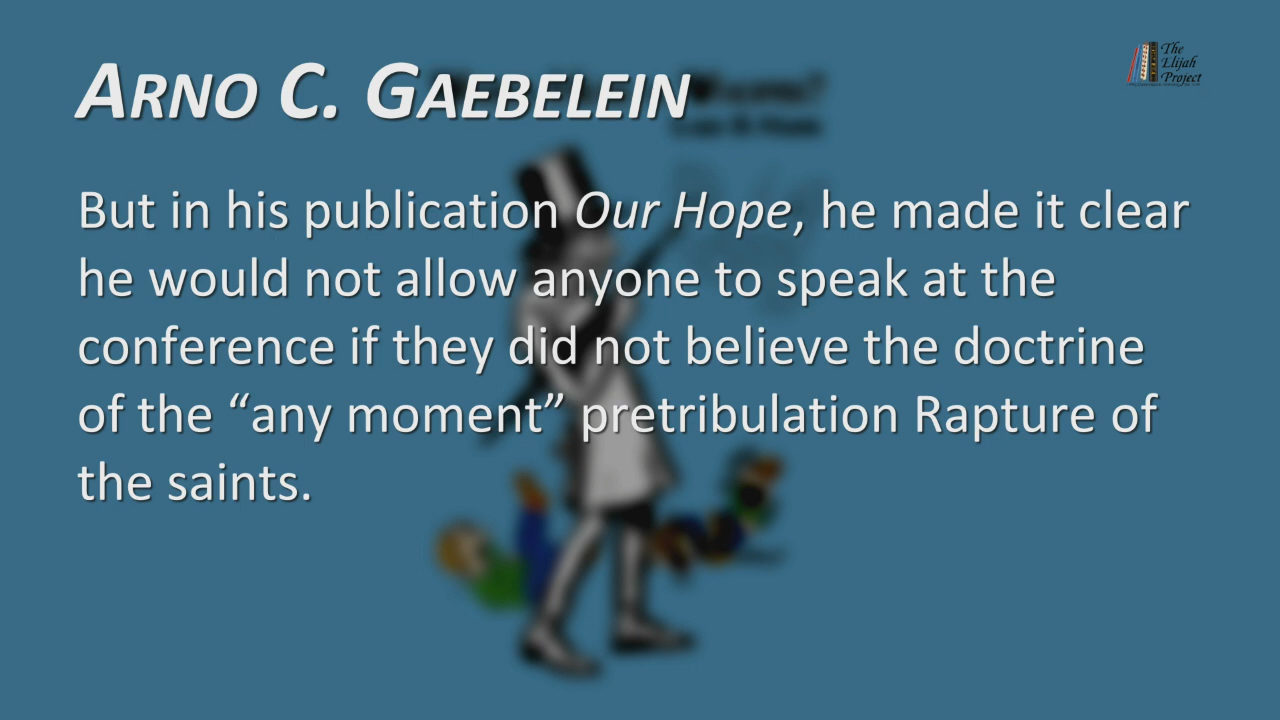 ARNO C. GAEBELEIN
The
Elijah
Project
But in his publication Our Hope, he made it clear
he would not allow anyone to speak at the
conference if they did not believe the doctrine
of the “any moment” pretribulation Rapture of
the saints.